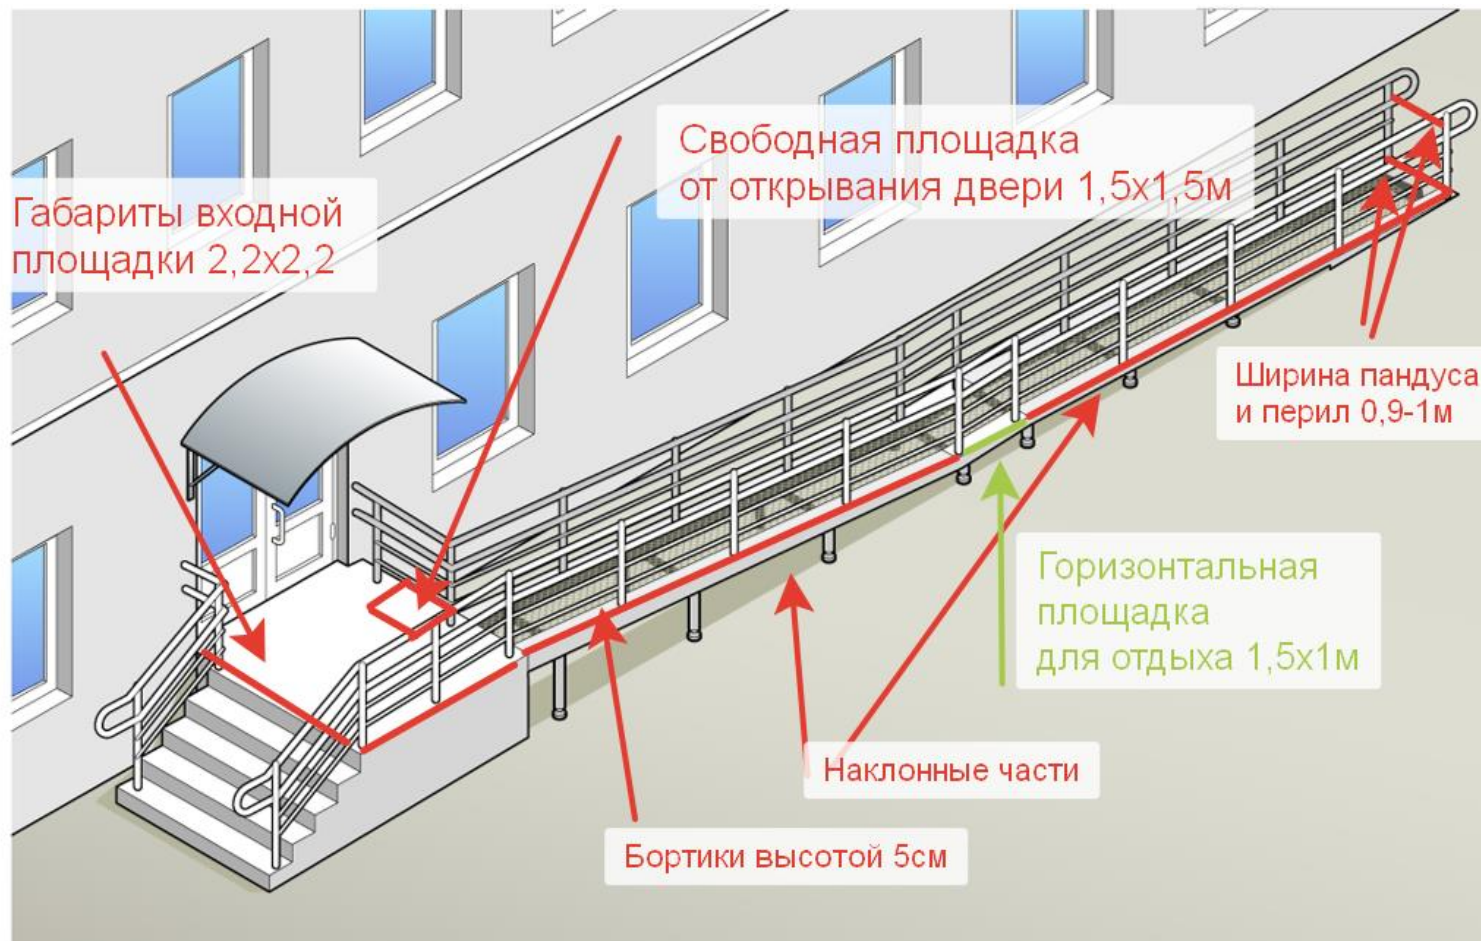 Свободная площадка
от открывания двери 1,5х1,5м
Габариты входной
площадки 2,2х2,2
Ширина пандуса
и перил 0,9-1м
Горизонтальная
площадка
для отдыха 1,5х1м
Наклонные части
Бортики высотой 5см